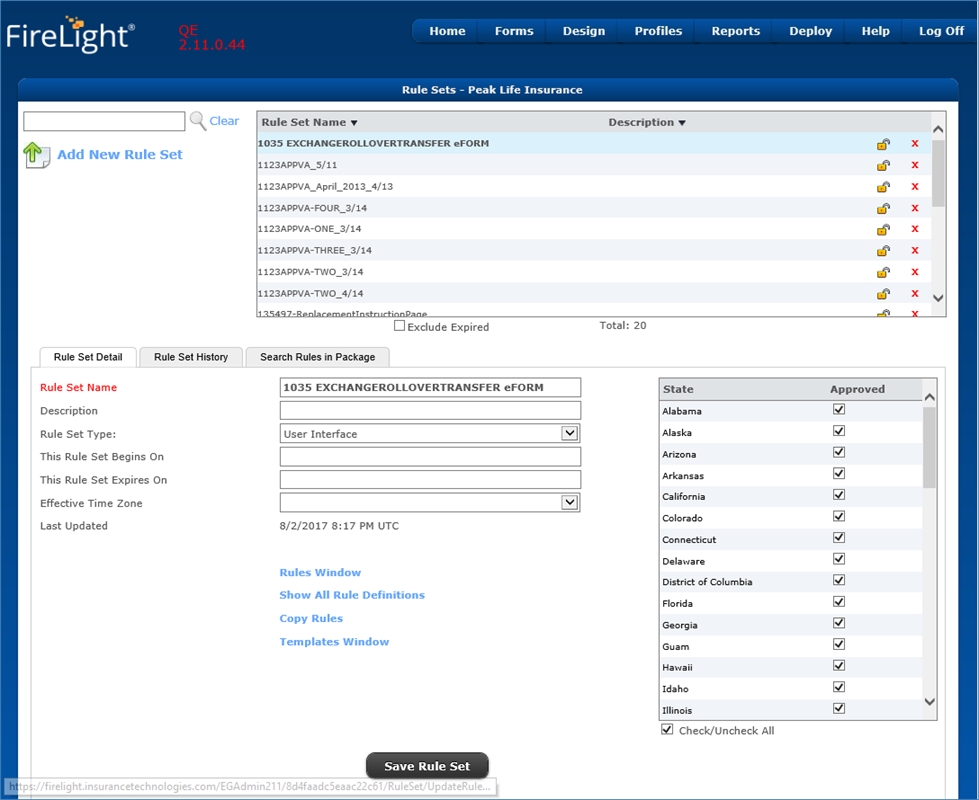 FireLight®
QE
2.11.0.44
Home Forms Design Profiles Reports Deploy Help Log Off
Rule Sets - Peak Life Insurance
Clear
Add New Rule Set
Rule Set Name ▼ Description ▼
1035 EXCHANGEROLLOVERTRANSFER eFORM X
1123APPVA_5/11 X
1123APPVA_April_2013_4/13 X
1123APPVA-FOUR_3/14 X
1123APPVA-ONE_3/14 X
1123APPVA-THREE_3/14 X
1123APPVA-TWO_3/14 X
1123APPVA-TWO_4/14 X
135497-ReplacementInstructionPage X
Exclude Expired Total: 20
Rule Set Detail Rule Set History Search Rules in Package
Rule Set Name 1035 EXCHANGEROLLOVERTRANSFER eFORM
Description
Rule Set Type: User Interface
This Rule Set Begins On
This Rule Set Expires On
Effective Time Zone
Last Updated 8/2/2017 8:17 PM UTC
Rules Window
Show All Rule Definitions
Copy Rules
Templates Window
State Approved
Alabama
Alaska
Arizona
Arkansas
California
Colorado
Connecticut
Delaware
District of Columbia
Florida
Georgia
Guam
Hawaii
Idaho
Illinois
Check/Uncheck All
Save Rule Set
https://firelight.insurancetechnologies.com/EGAdmin211/8d4faadc5eaac22c61/RuleSet/UpdateRule...